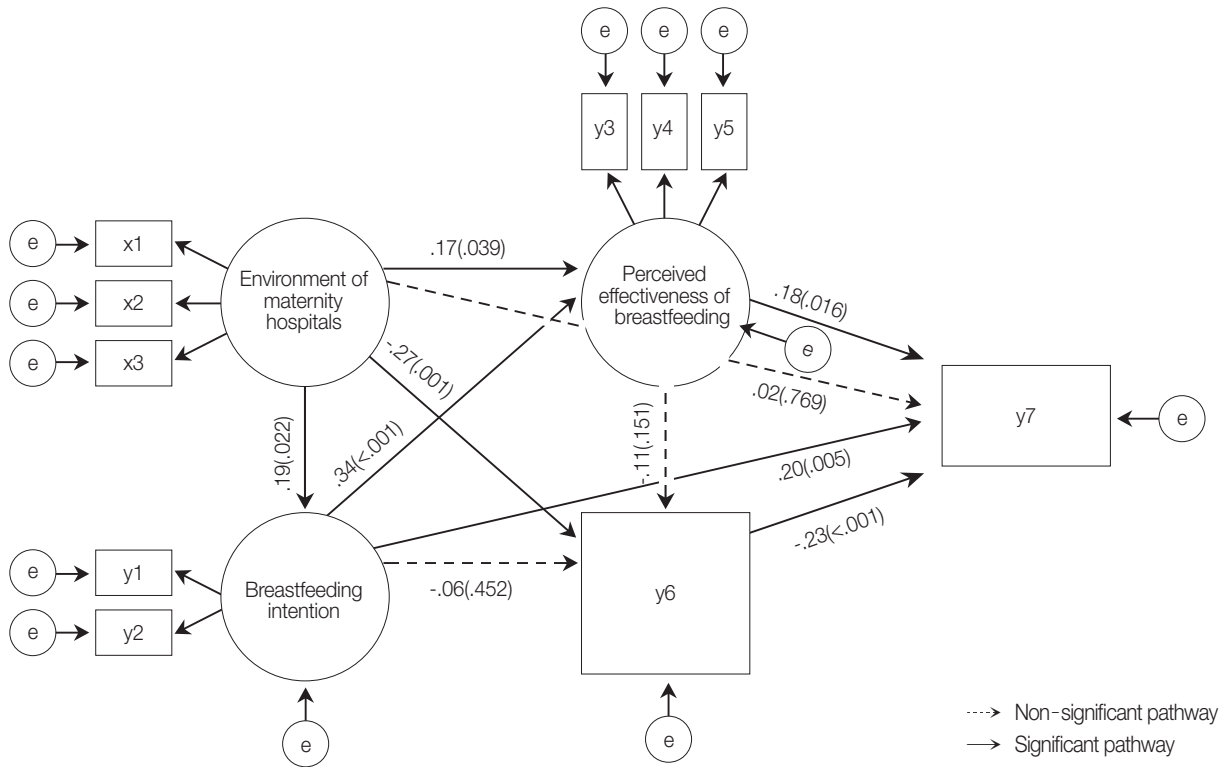 e
e
e
y3
y4
y5
e
x1
e
x2
e
x3
Environment of
maternity
hospitals
.17(.039)
Perceived
effectiveness of
breastfeeding
e
.18(.016)
.02(.769)
-.27(.001)
.19(.022)
.34(<.001)
-.11(.151)
.20(.005)
-.23(<.001)
y7
e
e
y1
e
y2
Breastfeeding
intention
-.06(.452)
y6
e
e
Non-significant pathway
Significant pathway